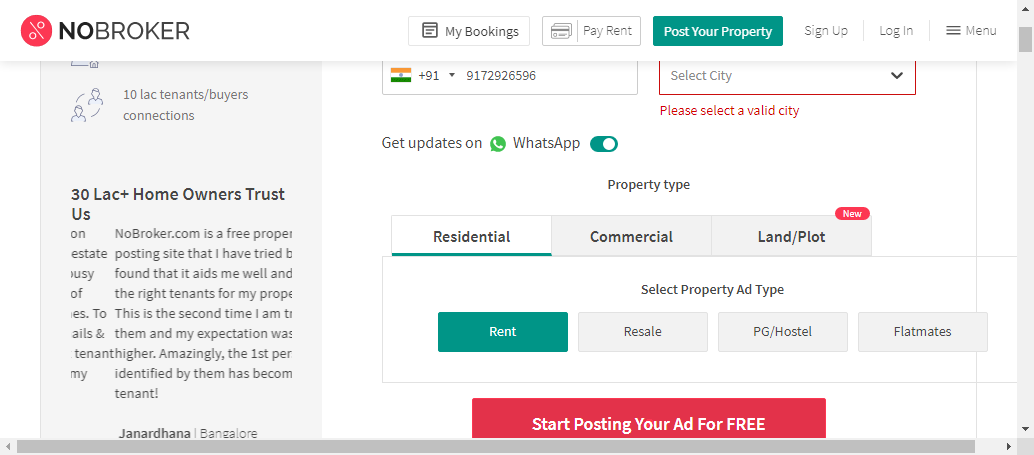 NOBROKER
My Bookings
Pay Rent
Post Your Property
Sign Up
Log In
Menu
10 lac tenants/buyers
connections
30 Lac+ Home Owners Trust
Us
on
estate
of
es. To
ails &
tenant
my
NoBroker.com is a free proper
posting site that I have tried b
found that it aids me well and
the right tenants for my prope
This is the second time I am tr
them and my expectation was
higher. Amazingly, the 1st per
identified by them has becom
tenant!
Janardhana | Bangalore
+91 9172926596
Select City
Please select a valid city
Get updates on WhatsApp
Property type
Residential
Commercial
Land/Plot
New
Select Property Ad Type
Rent
Resale
PG/Hostel
Flatmates
Start Posting Your Ad For FREE